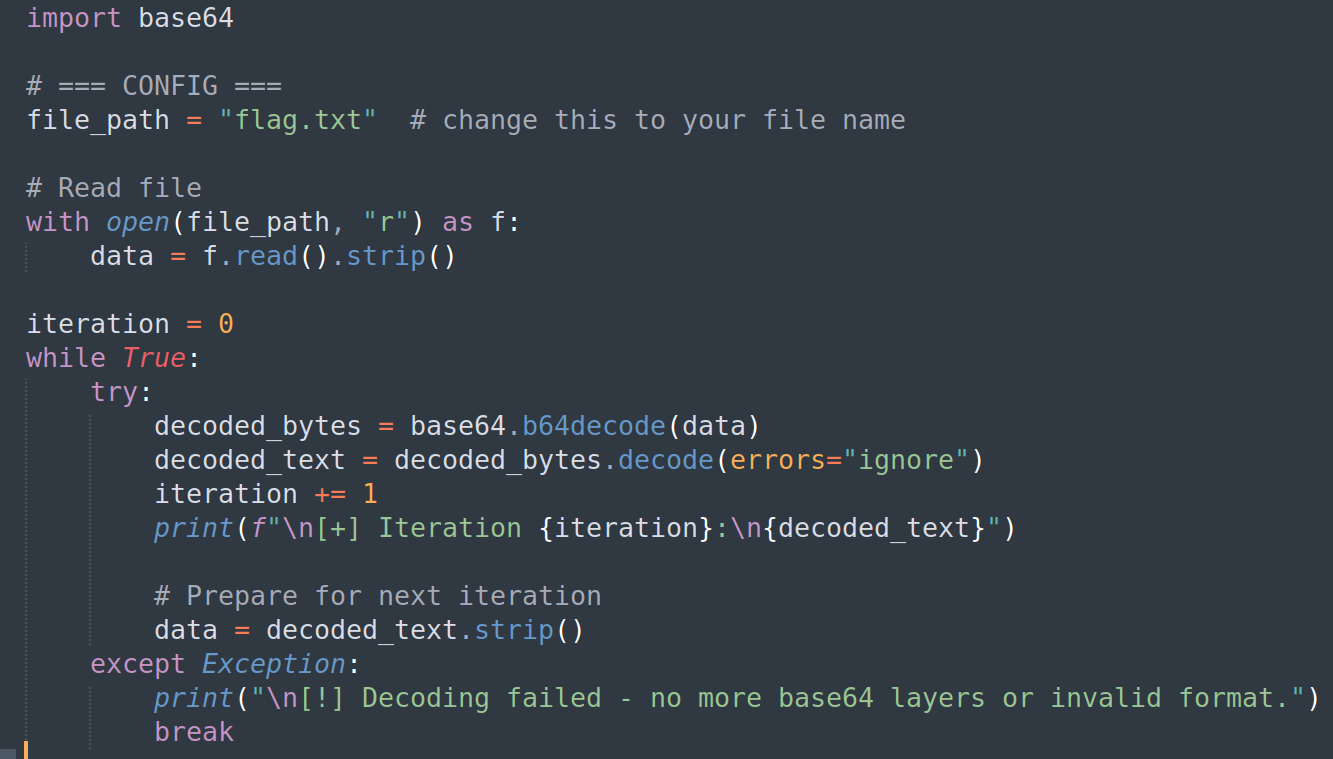 import base64

# === CONFIG ===
file_path = "flag.txt"  # change this to your file name

# Read file
with open(file_path, "r") as f:
    data = f.read().strip()

iteration = 0
while True:
    try:
        decoded_bytes = base64.b64decode(data)
        decoded_text = decoded_bytes.decode(errors="ignore")
        iteration += 1
        print(f"\n[+] Iteration {iteration}:\n{decoded_text}")

        # Prepare for next iteration
        data = decoded_text.strip()
    except Exception:
        print("\n[!] Decoding failed - no more base64 layers or invalid format.")
        break